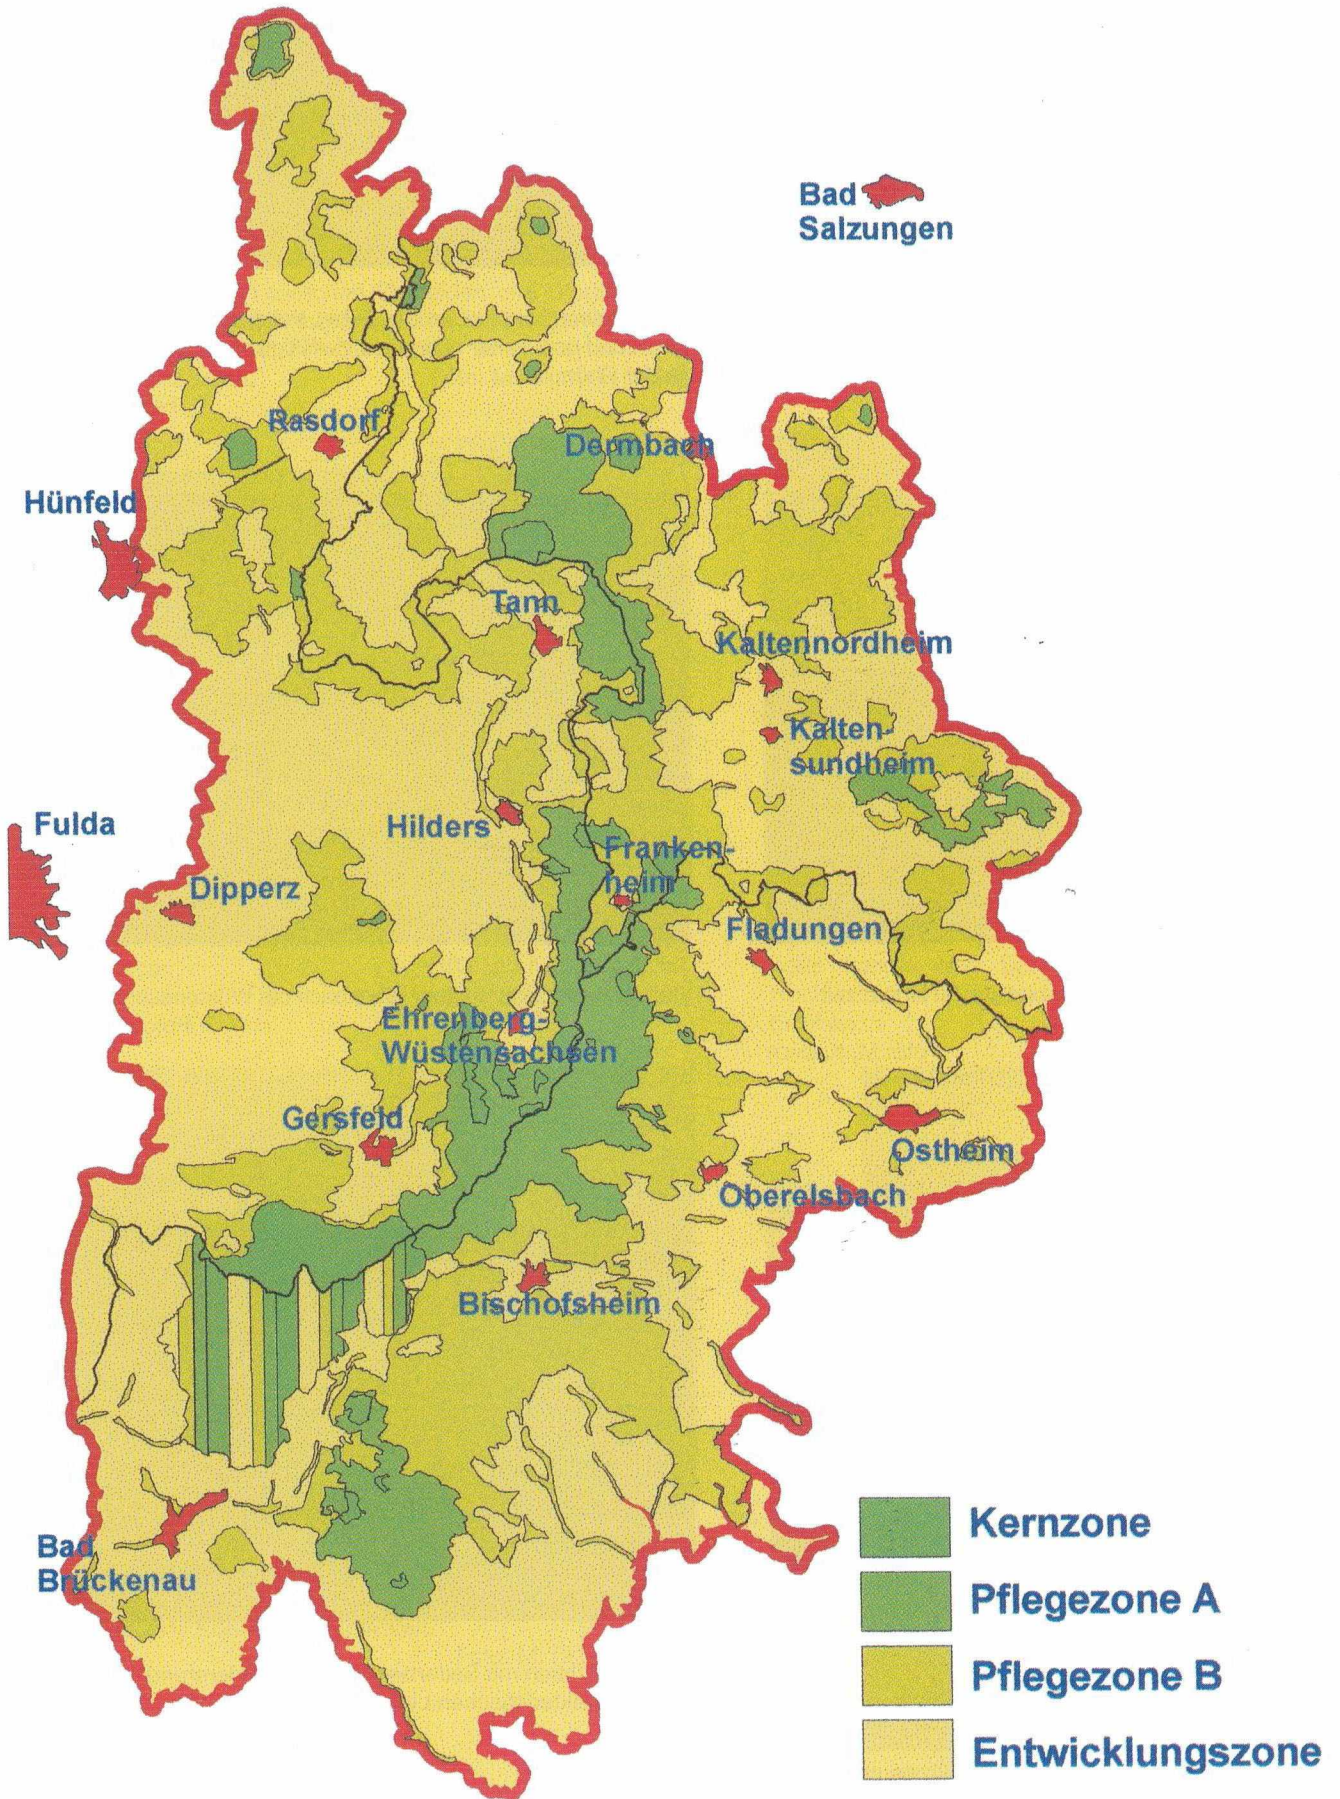 Bad
Salzungen
Rasdorf
Dermbach
Hünfeld
Tann
Kaltennordheim
Kalten-
sundheim
Fulda
Hilders
Franken-
heim
Dipperz
Fladungen
Ehrenberg-
Wüstensachsen
Gersfeld
Ostheim
Oberelsbach
Bischofsheim
Bad
Brückenau
Kernzone
Pflegezone A
Pflegezone B
Entwicklungszone